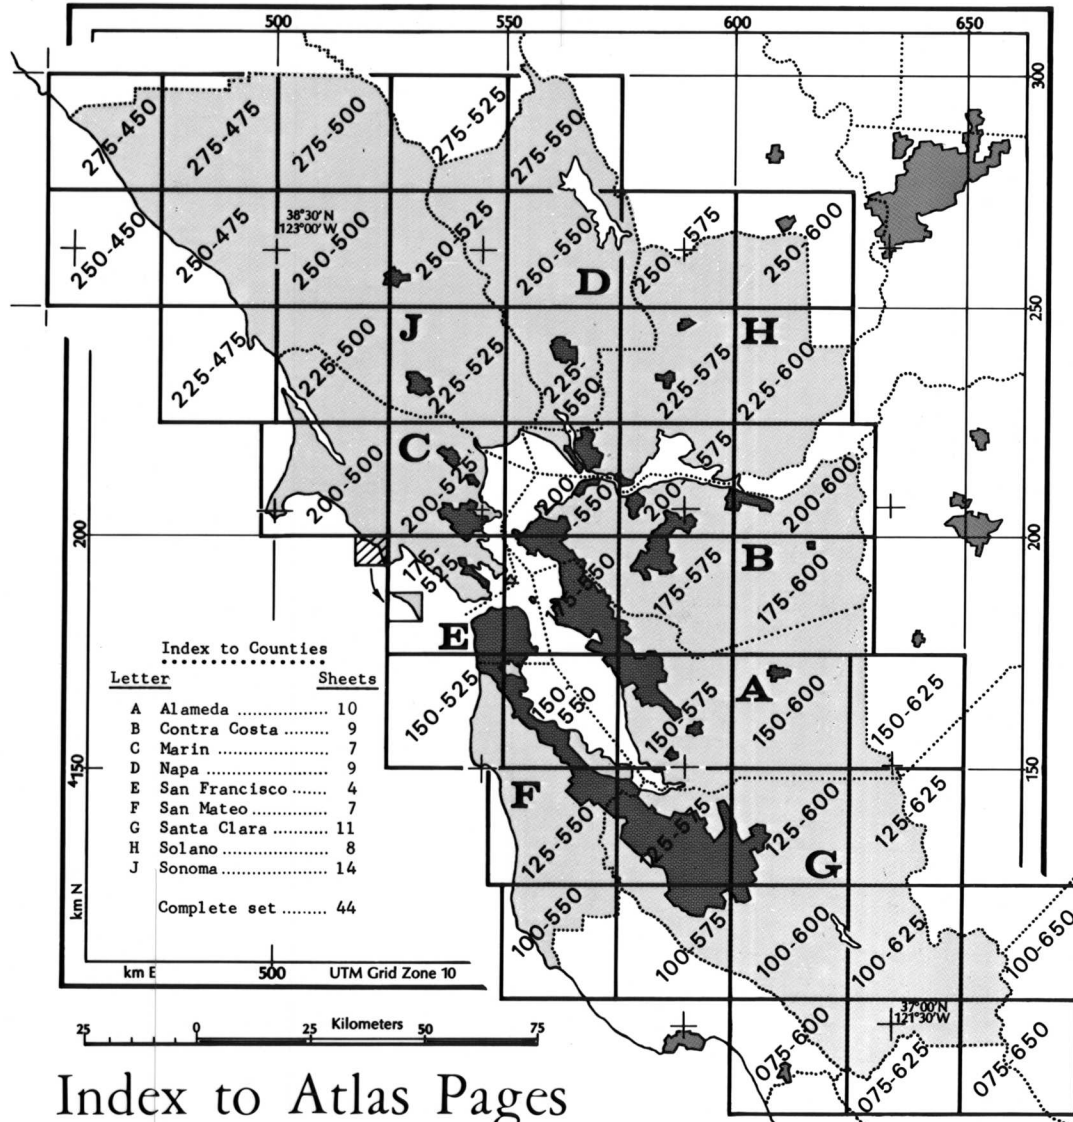 500 550 600 650
300
275-450 275-475 275-500 275-525 275-550
38°30'N
123°00'W
250-450 250-475 250-500 250-525 250-550 250-575 250-600
D
250
J H
225-475 225-500 225-525 225-550 225-575 225-600
C
200-500 200-525 200-550 200-575 200-600
200 200
175-525 175-550 175-575 175-600
B
E
A
150-525 150-550 150-575 150-600 150-625
Index to Counties
Letter Sheets
A Alameda .............. 10
B Contra Costa ........ 9
C Marin ................ 7
D Napa ................. 9
E San Francisco ...... 4
F San Mateo ........... 7
G Santa Clara ......... 11
H Solano ............... 8
J Sonoma ............... 14
Complete set ........ 44
4150 150
F
125-550 125-575 125-600 125-625
G
100-550 100-575 100-600 100-625 100-650
km N
km E 500 UTM Grid Zone 10
37°00'N
121°30'W
075-600 075-625 075-650
25 0 Kilometers 25 50 75
Index to Atlas Pages